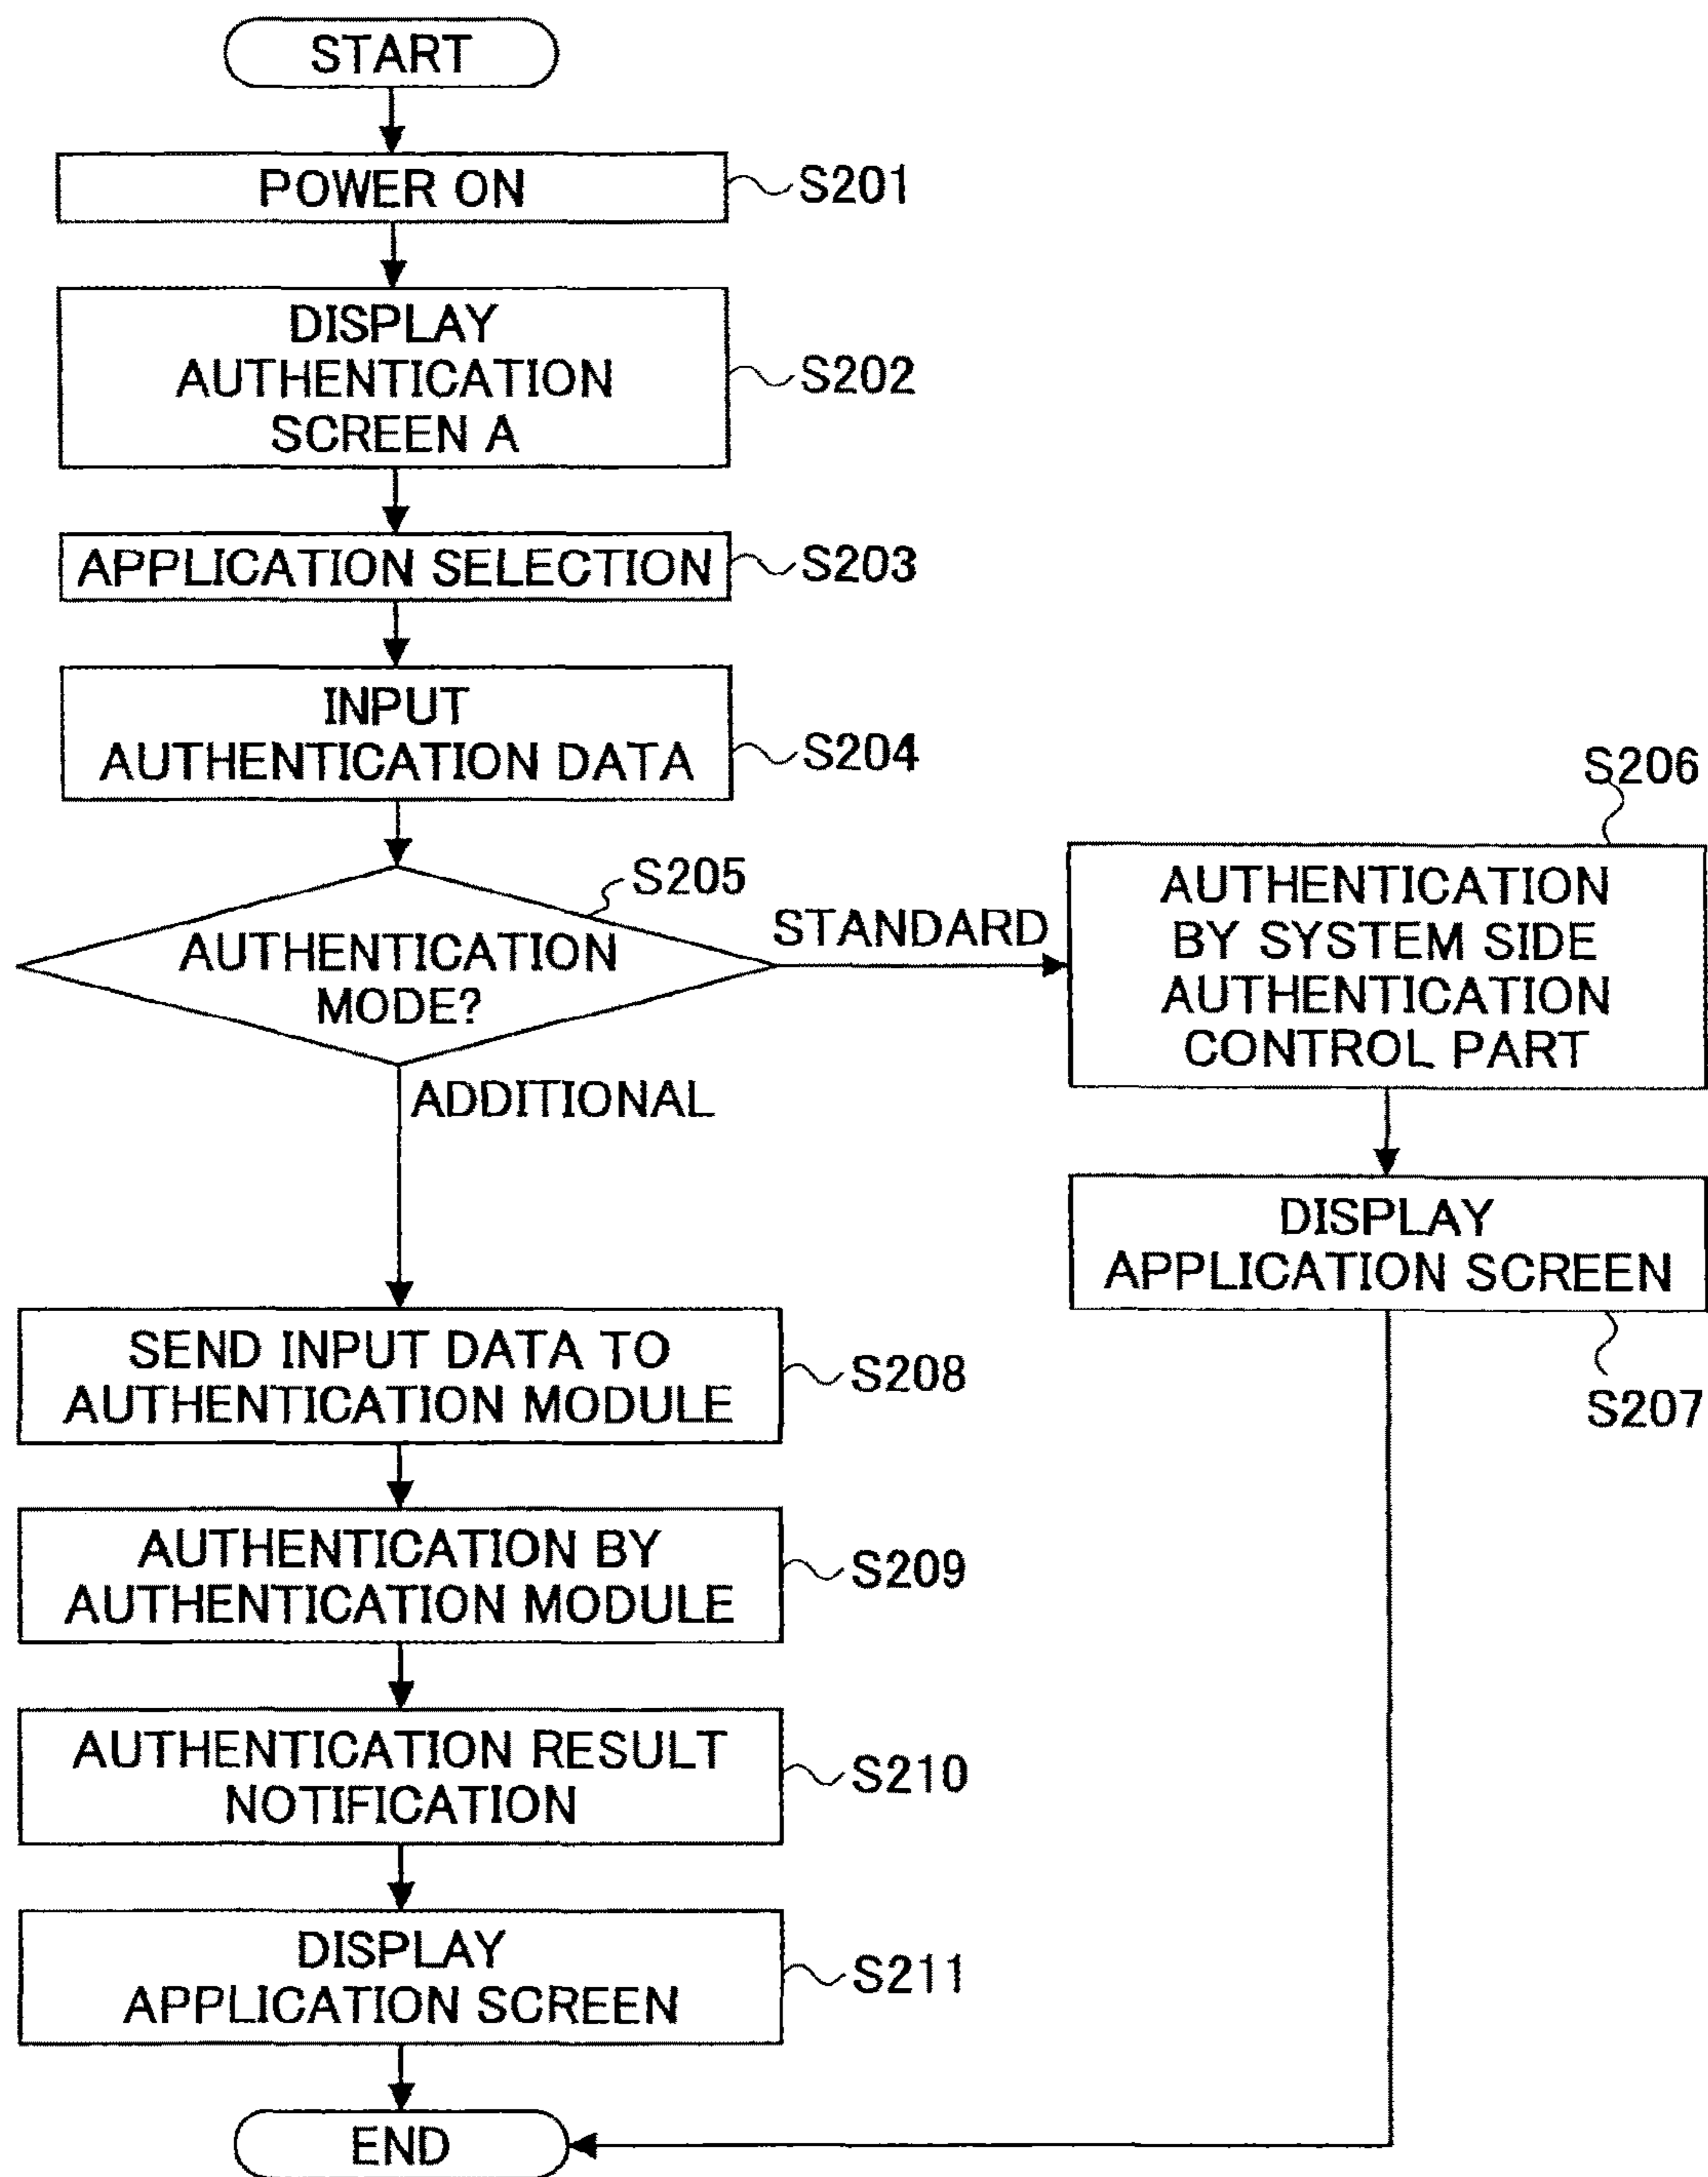 START
POWER ON
S201
DISPLAY
AUTHENTICATION
SCREEN A
S202
APPLICATION SELECTION
S203
INPUT
AUTHENTICATION DATA
S204
S205
AUTHENTICATION
MODE?
STANDARD
ADDITIONAL
S206
AUTHENTICATION
BY SYSTEM SIDE
AUTHENTICATION
CONTROL PART
DISPLAY
APPLICATION SCREEN
S207
SEND INPUT DATA TO
AUTHENTICATION MODULE
S208
AUTHENTICATION BY
AUTHENTICATION MODULE
S209
AUTHENTICATION RESULT
NOTIFICATION
S210
DISPLAY
APPLICATION SCREEN
S211
END